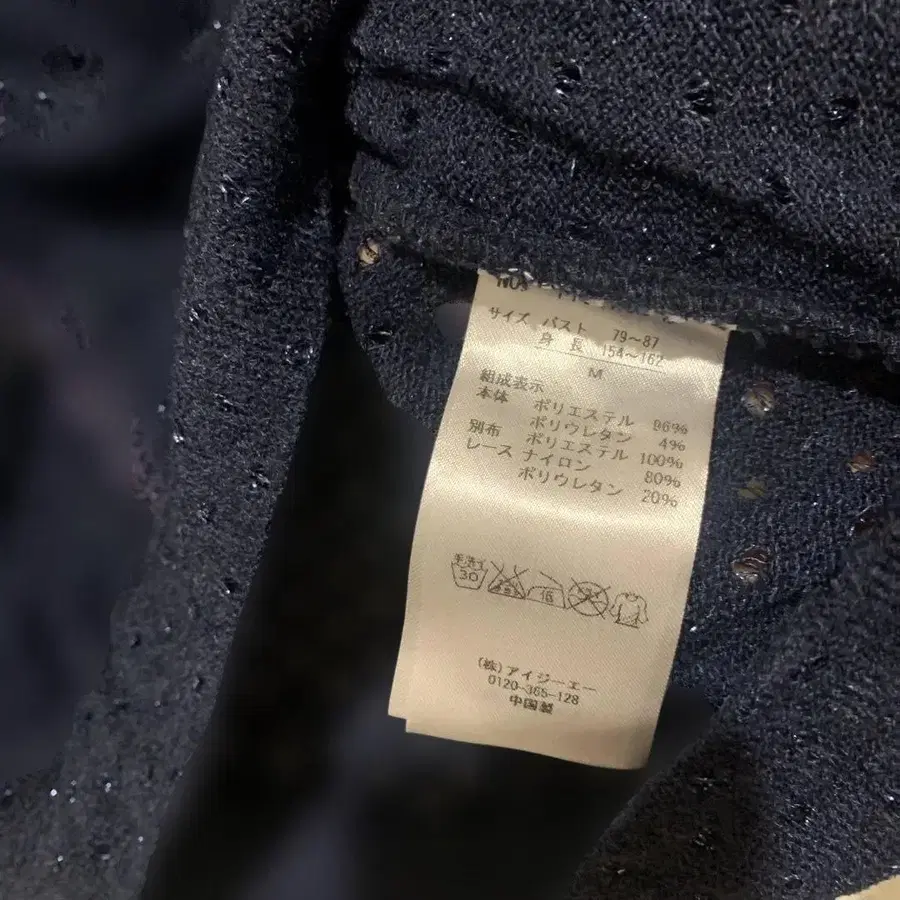 サイズ バスト 79～87
身 長 154～162
M
組成表示
本体 ポリエステル 96%
ポリウレタン 4%
別布 ポリエステル 100%
レース ナイロン 80%
ポリウレタン 20%
手洗イ
30
低
(株)アイジーエー
0120-365-128
中国製